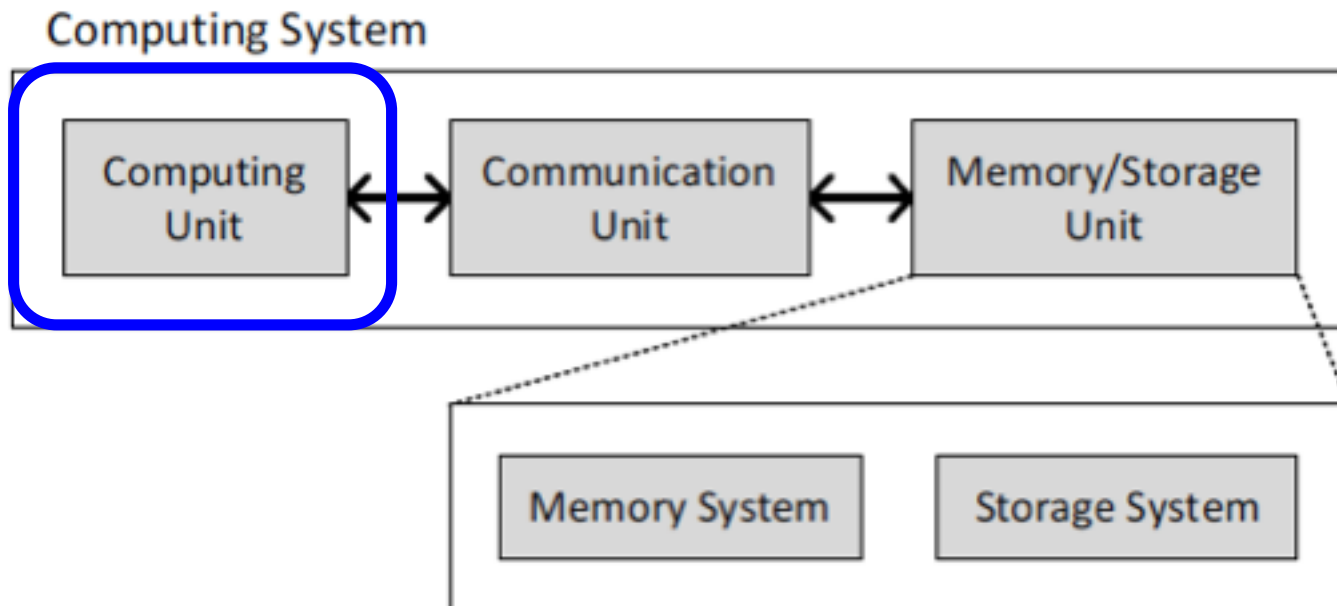 Computing System
Computing
Unit
Communication
Unit
Memory/Storage
Unit
Memory System
Storage System